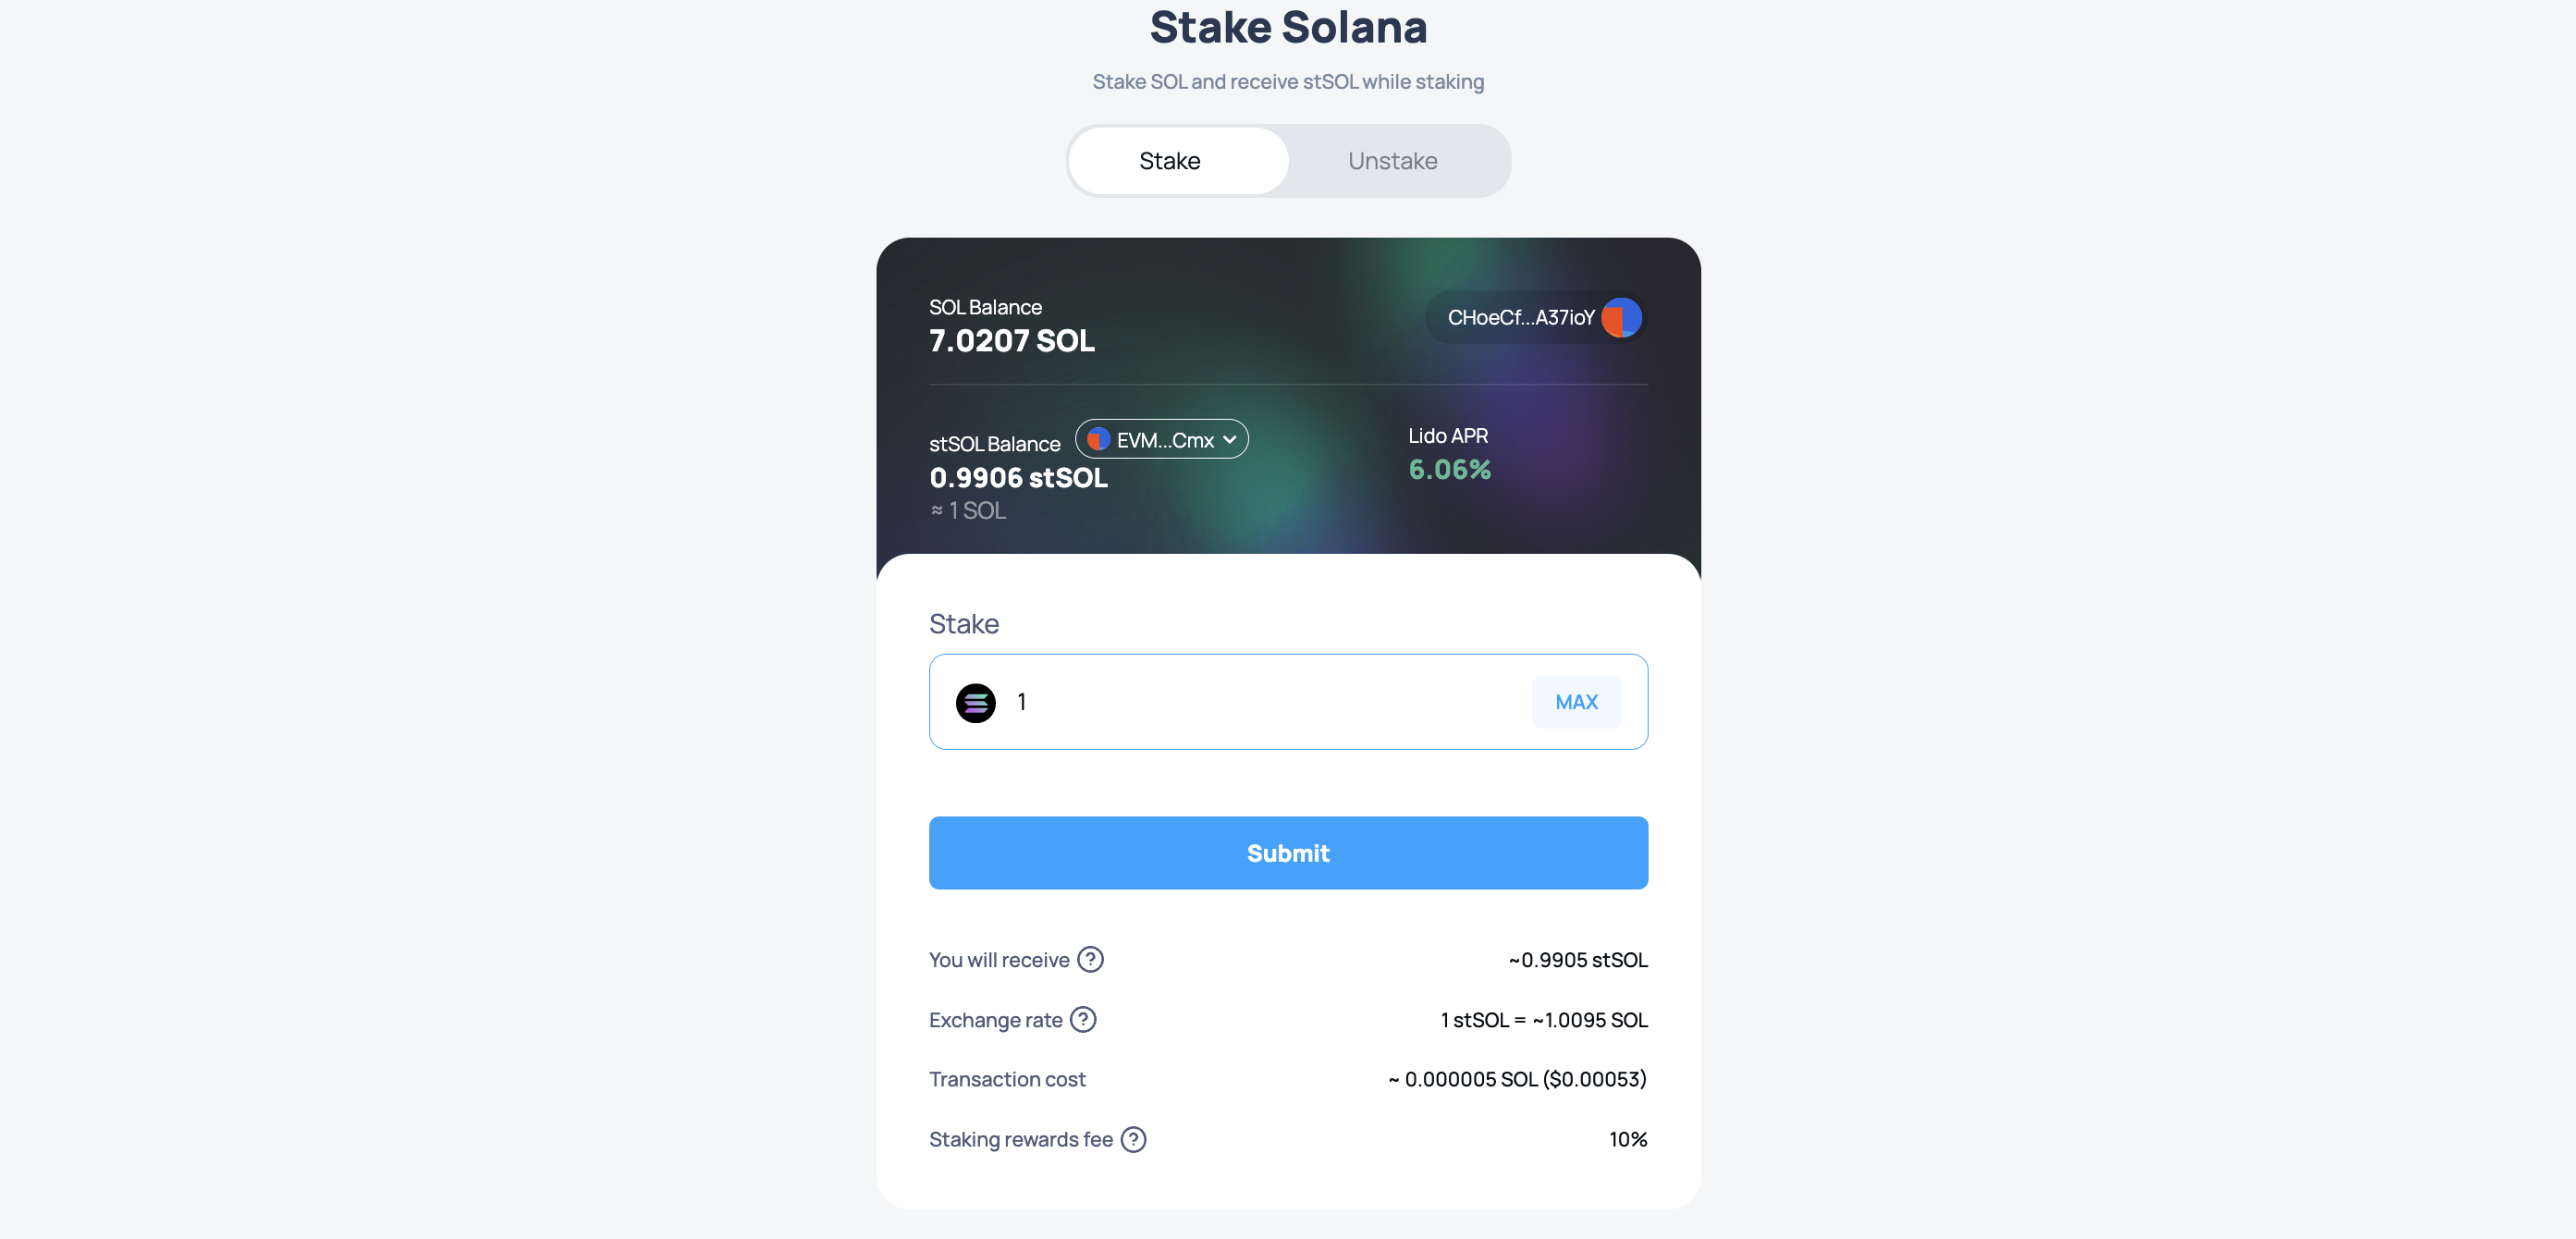 Stake Solana
Stake SOL and receive stSOL while staking
Stake
Unstake
SOL Balance
7.0207 SOL
CHoeCf...A37ioY
stSOL Balance
EVM...Cmx
0.9906 stSOL
≈ 1 SOL
Lido APR
6.06%
Stake
1
MAX
Submit
You will receive ?
~0.9905 stSOL
Exchange rate ?
1 stSOL = ~1.0095 SOL
Transaction cost
~ 0.000005 SOL ($0.00053)
Staking rewards fee ?
10%